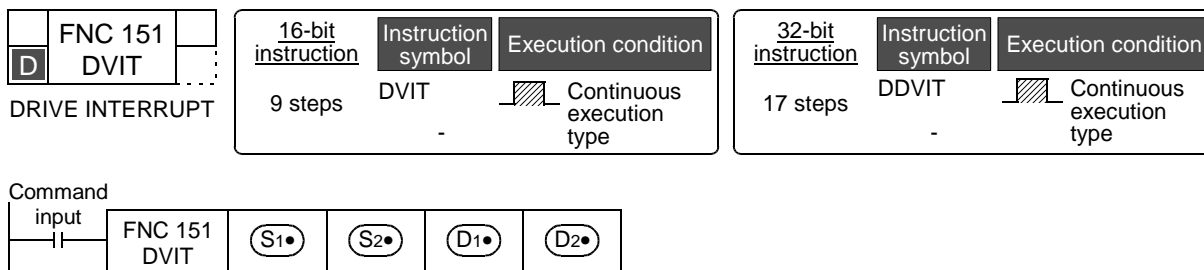 FNC 151
D DVIT
DRIVE INTERRUPT
16-bit instruction
Instruction symbol
Execution condition
9 steps
DVIT
Continuous execution type
-
32-bit instruction
Instruction symbol
Execution condition
17 steps
DDVIT
Continuous execution type
-
Command input
FNC 151
DVIT
S1•
S2•
D1•
D2•